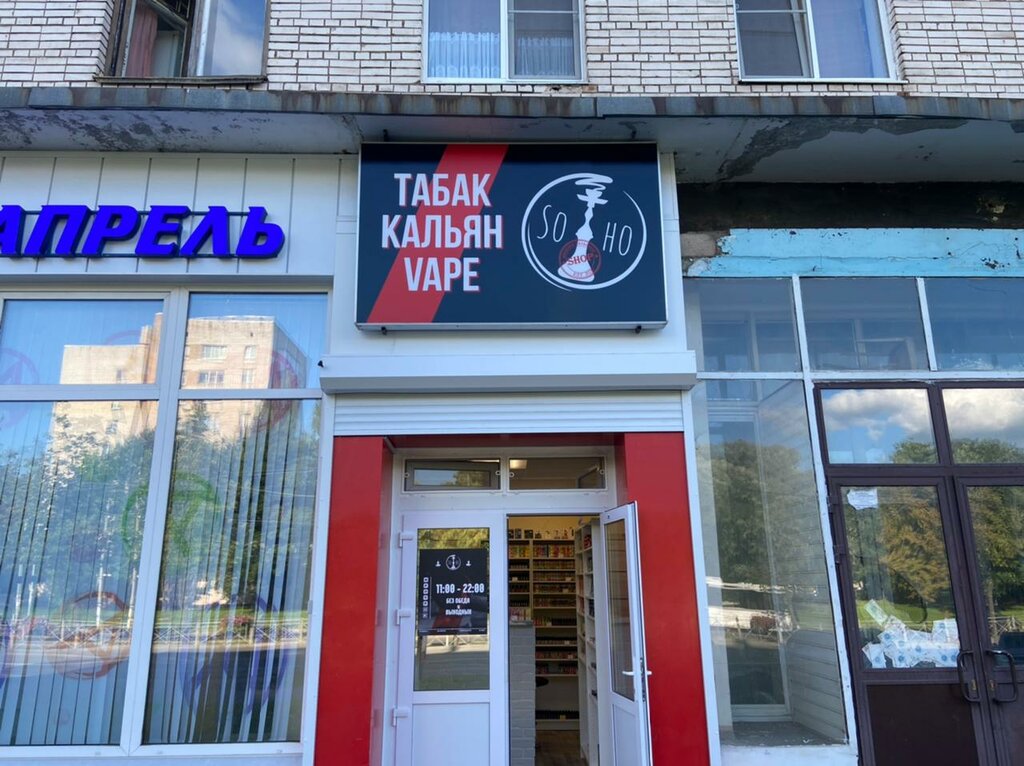 АПРЕЛЬ
ТАБАК
КАЛЬЯН
VAPE
SO HO
SHOP
11:00 - 22:00
БЕЗ ОБЕДА
И
ВЫХОДНЫХ